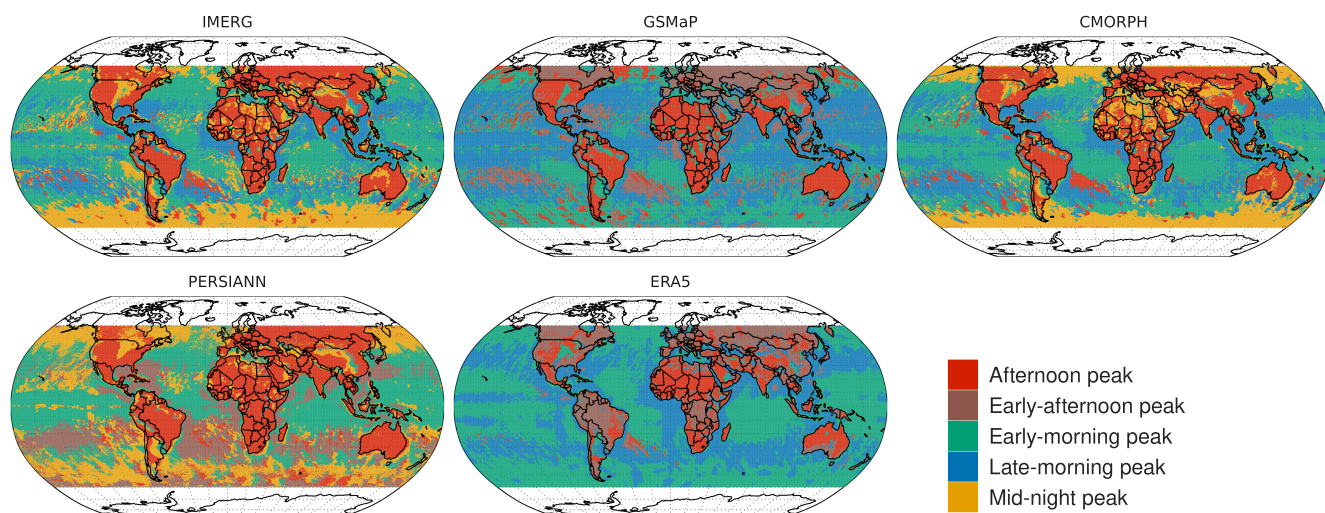 IMERG
GSMaP
CMORPH
PERSIANN
ERA5
Afternoon peak
Early-afternoon peak
Early-morning peak
Late-morning peak
Mid-night peak